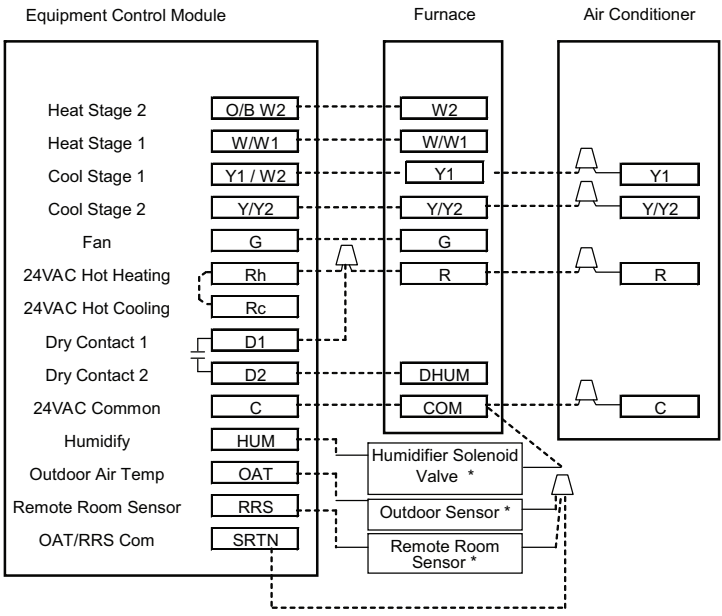 Equipment Control Module Furnace Air Conditioner
Heat Stage 2 O/B W2 W2
Heat Stage 1 W/W1 W/W1
Cool Stage 1 Y1 / W2 Y1 Y1
Cool Stage 2 Y/Y2 Y/Y2 Y/Y2
Fan G G
24VAC Hot Heating Rh R R
24VAC Hot Cooling Rc
Dry Contact 1 D1
Dry Contact 2 D2 DHUM
24VAC Common C COM C
Humidify HUM
Humidifier Solenoid
Valve *
Outdoor Air Temp OAT
Outdoor Sensor *
Remote Room Sensor RRS
Remote Room
Sensor *
OAT/RRS Com SRTN